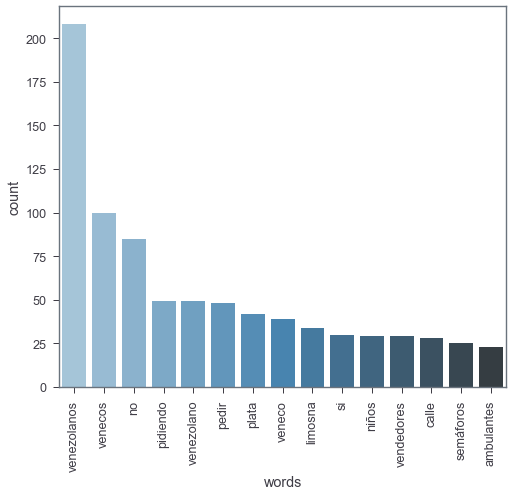 200
175
150
125
100
75
50
25
0
count
venezolanos
venecos
no
pidiendo
venezolano
pedir
plata
veneco
limosna
si
niños
vendedores
calle
semáforos
ambulantes
words